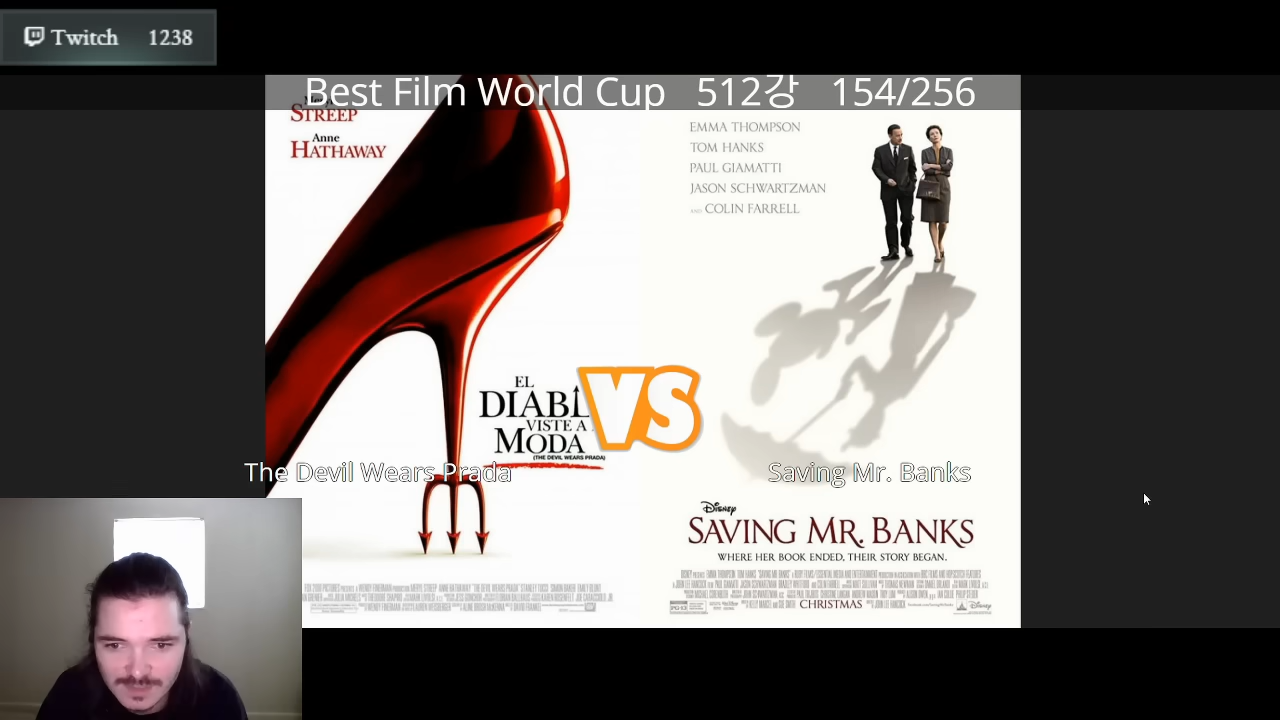 Twitch 1238
Best Film World Cup 512강 154/256
STREEP
Anne
HATHAWAY
EMMA THOMPSON
TOM HANKS
PAUL GIAMATTI
JASON SCHWARTZMAN
AND COLIN FARRELL
EL
DIABL
VISTE A
MODA
(THE DEVIL WEARS PRADA)
VS
The Devil Wears Prada
Saving Mr. Banks
Disney
SAVING MR. BANKS
WHERE HER BOOK ENDED, THEIR STORY BEGAN.
CHRISTMAS
Disney